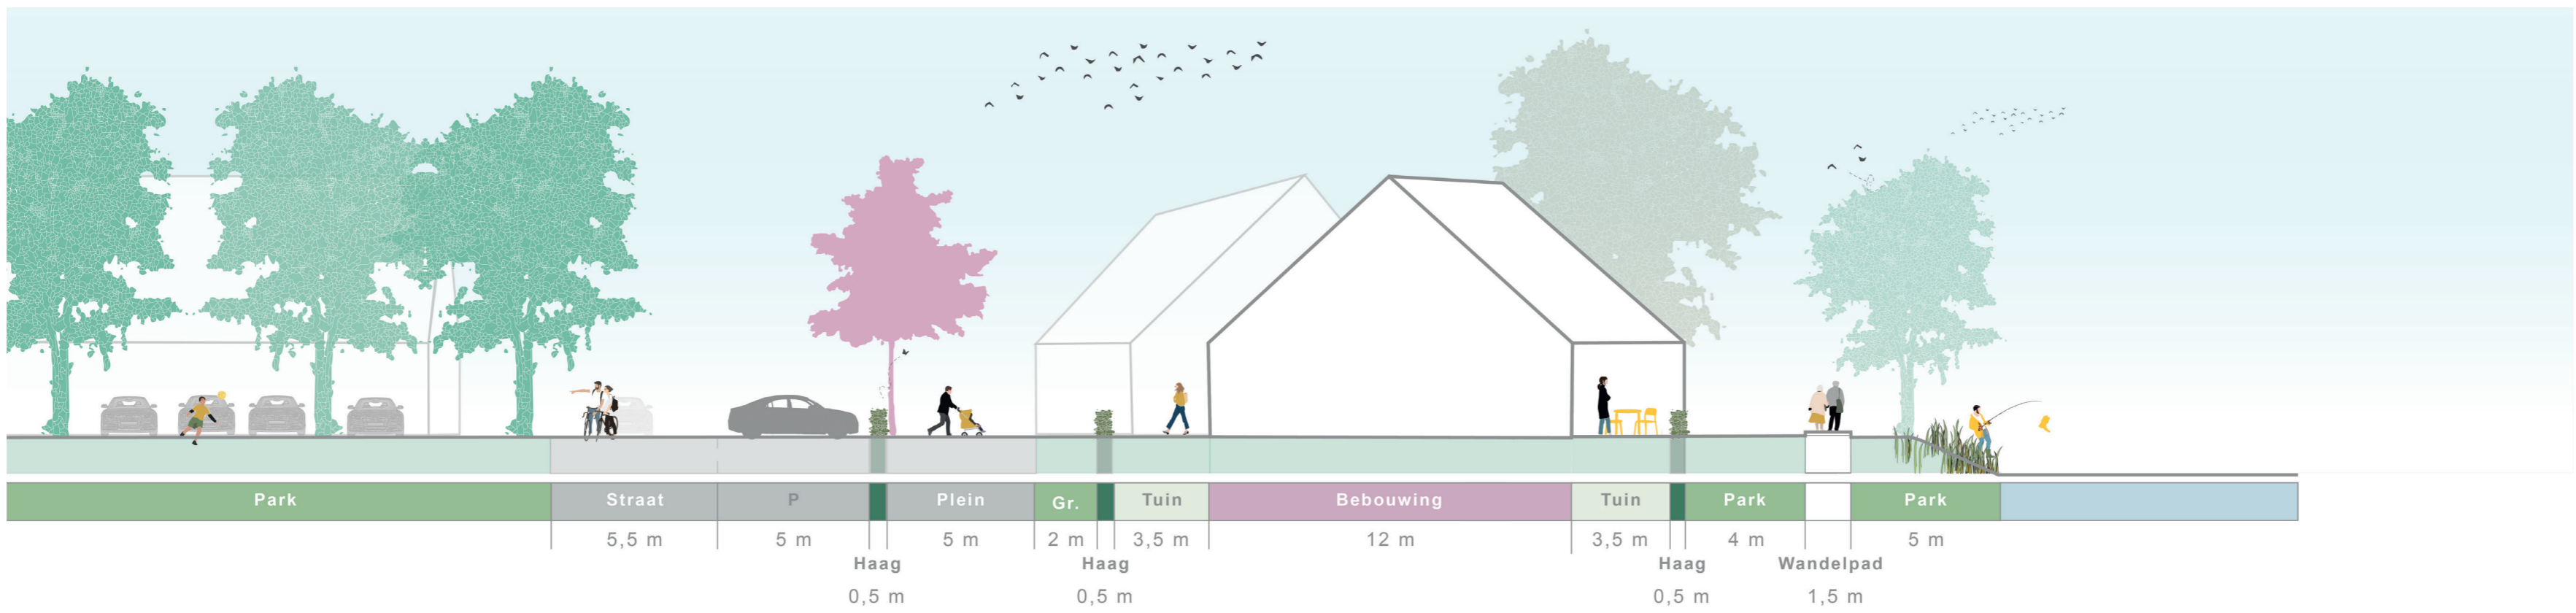 Park Straat P Plein Gr. Tuin Bebouwing Tuin Park Park
5,5 m 5 m 5 m 2 m 3,5 m 12 m 3,5 m 4 m 5 m
Haag Haag Haag Wandelpad
0,5 m 0,5 m 0,5 m 1,5 m